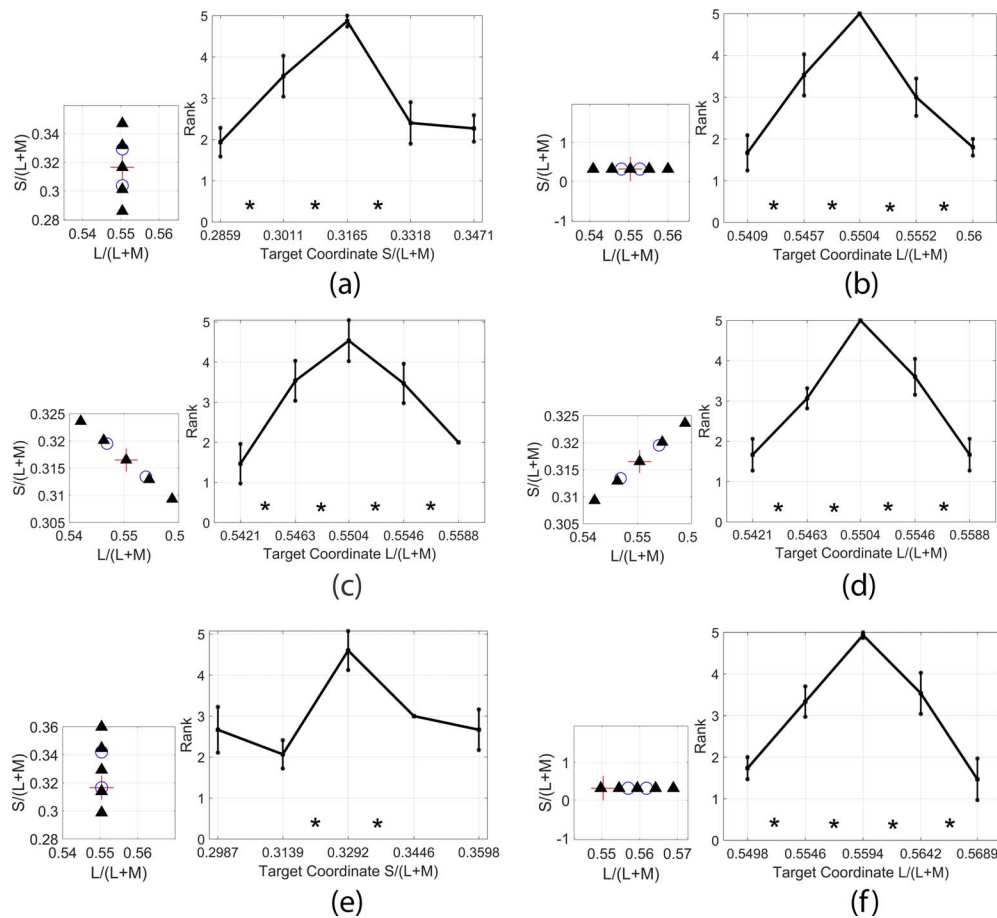 5
4
3
2
1
0
Rank
0.2859 0.3011 0.3165 0.3318 0.3471
Target Coordinate S/(L+M)
* * *
0.34
0.32
0.3
0.28
S/(L+M)
0.54 0.55 0.56
L/(L+M)
(a)
5
4
3
2
1
0
Rank
0.5409 0.5457 0.5504 0.5552 0.56
Target Coordinate L/(L+M)
* * * *
1
0
-1
S/(L+M)
0.54 0.55 0.56
L/(L+M)
(b)
5
4
3
2
1
0
Rank
0.5421 0.5463 0.5504 0.5546 0.5588
Target Coordinate L/(L+M)
* * * *
0.325
0.32
0.315
0.31
0.305
S/(L+M)
0.54 0.55 0.5
L/(L+M)
(c)
5
4
3
2
1
0
Rank
0.5421 0.5463 0.5504 0.5546 0.5588
Target Coordinate L/(L+M)
* * * *
0.325
0.32
0.315
0.31
0.305
S/(L+M)
0.54 0.55 0.5
L/(L+M)
(d)
5
4
3
2
1
0
Rank
0.2987 0.3139 0.3292 0.3446 0.3598
Target Coordinate S/(L+M)
* *
0.36
0.34
0.32
0.3
0.28
S/(L+M)
0.54 0.55 0.56
L/(L+M)
(e)
5
4
3
2
1
0
Rank
0.5498 0.5546 0.5594 0.5642 0.5689
Target Coordinate L/(L+M)
* * * *
1
0
-1
S/(L+M)
0.55 0.56 0.57
L/(L+M)
(f)